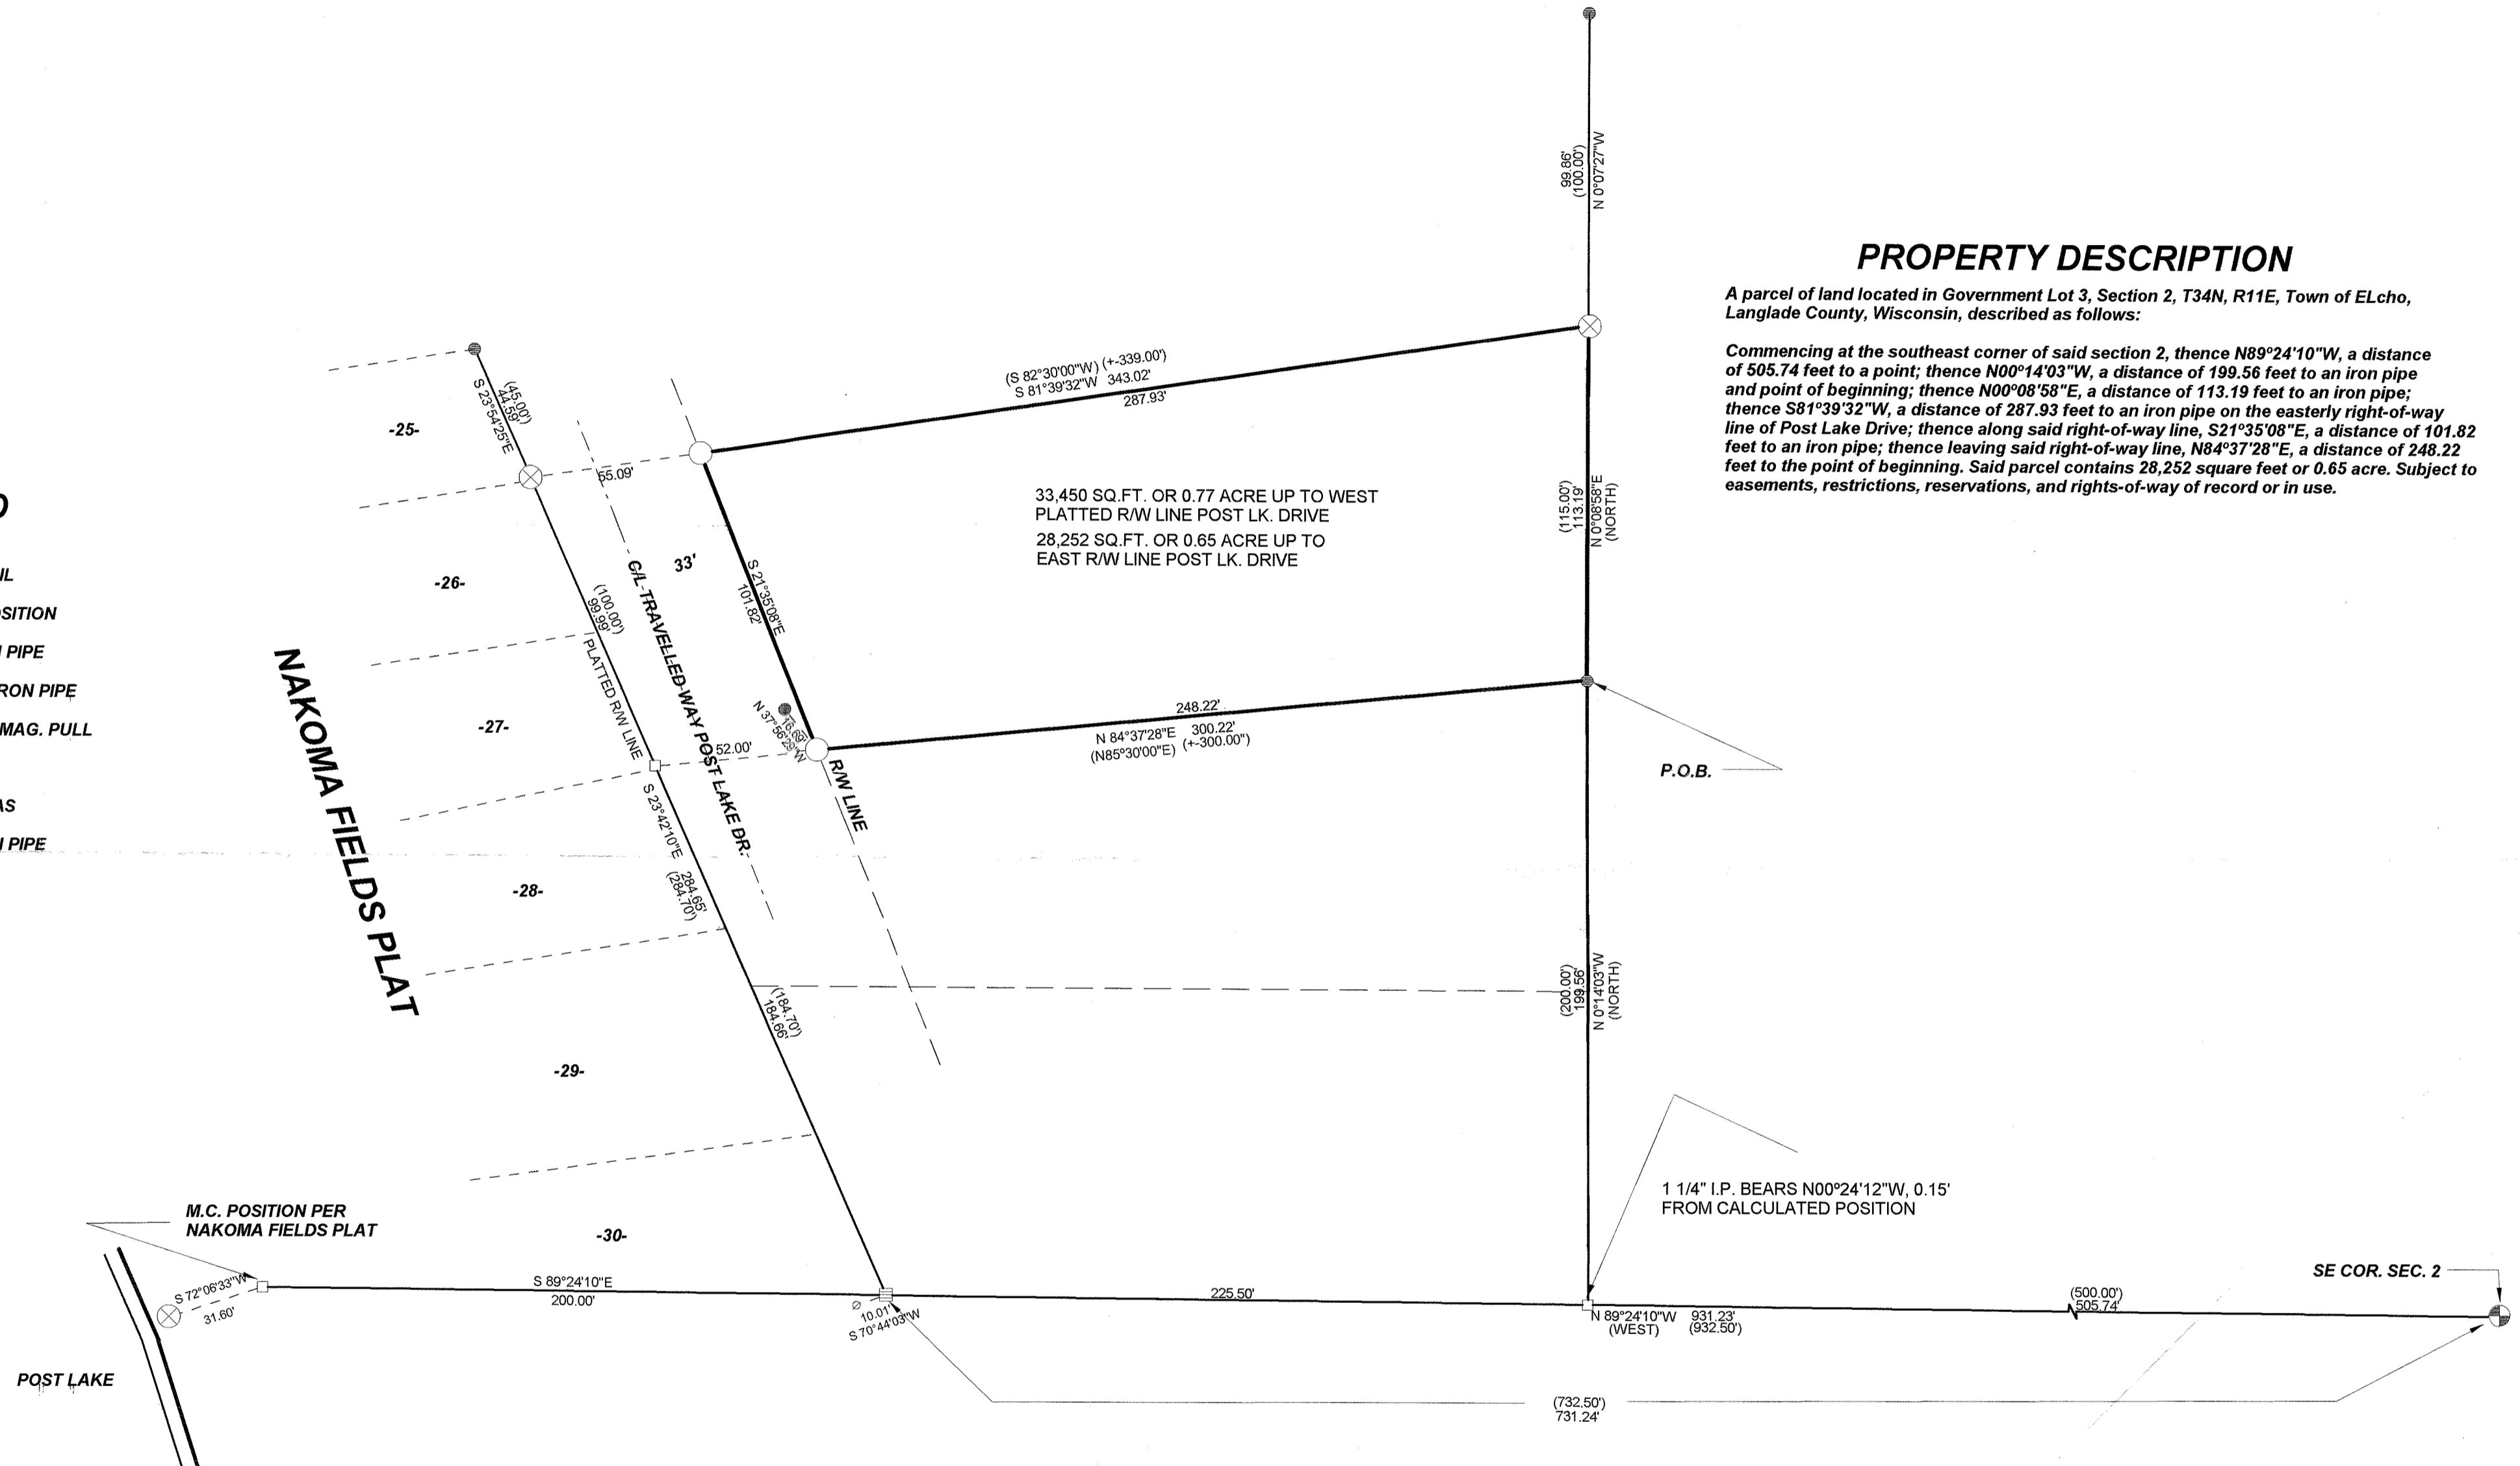 99.86'
(100.00')
N 0°07'27"W
PROPERTY DESCRIPTION
A parcel of land located in Government Lot 3, Section 2, T34N, R11E, Town of ELcho,
Langlade County, Wisconsin, described as follows:
Commencing at the southeast corner of said section 2, thence N89º24'10"W, a distance
of 505.74 feet to a point; thence N00º14'03"W, a distance of 199.56 feet to an iron pipe
and point of beginning; thence N00º08'58"E, a distance of 113.19 feet to an iron pipe;
thence S81º39'32"W, a distance of 287.93 feet to an iron pipe on the easterly right-of-way
line of Post Lake Drive; thence along said right-of-way line, S21º35'08"E, a distance of 101.82
feet to an iron pipe; thence leaving said right-of-way line, N84º37'28"E, a distance of 248.22
feet to the point of beginning. Said parcel contains 28,252 square feet or 0.65 acre. Subject to
easements, restrictions, reservations, and rights-of-way of record or in use.
(S 82°30'00"W) (+-339.00')
S 81°39'32"W 343.02'
287.93'
(45.00')
44.59'
S 23°54'25"E
-25-
55.09'
33,450 SQ.FT. OR 0.77 ACRE UP TO WEST
PLATTED R/W LINE POST LK. DRIVE
28,252 SQ.FT. OR 0.65 ACRE UP TO
EAST R/W LINE POST LK. DRIVE
(115.00')
113.19'
N 0°08'58"E
(NORTH)
33'
-26-
S 21°35'08"E
101.82'
C/L TRAVELLED WAY POST LAKE DR.
(100.00')
99.99'
PLATTED R/W LINE
IL
SITION
PIPE
RON PIPE
MAG. PULL
AS
PIPE
NAKOMA FIELDS PLAT
-27-
16.69'
N 37°56'29"W
52.00'
248.22'
N 84°37'28"E 300.22'
(N85°30'00"E) (+-300.00")
P.O.B.
R/W LINE
S 23°42'10"E 284.65'
(284.70')
-28-
(184.70')
184.66'
(200.00')
199.56'
N 0°14'03"W
(NORTH)
-29-
1 1/4" I.P. BEARS N00º24'12"W, 0.15'
FROM CALCULATED POSITION
M.C. POSITION PER
NAKOMA FIELDS PLAT
-30-
S 72°06'33"W
31.60'
S 89°24'10"E
200.00'
10.01'
S 70°44'03"W
225.50'
N 89°24'10"W 931.23'
(WEST) (932.50')
(500.00')
505.74'
SE COR. SEC. 2
POST LAKE
(732.50')
731.24'